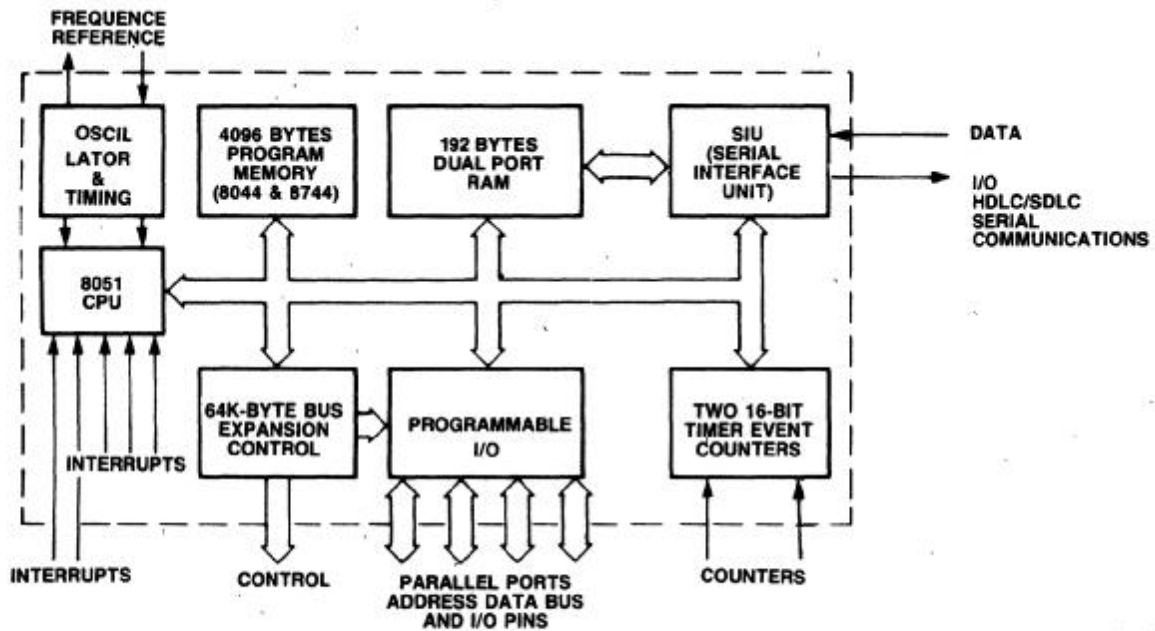 FREQUENCE
REFERENCE
OSCIL
LATOR
&
TIMING
4096 BYTES
PROGRAM
MEMORY
(8044 & 8744)
192 BYTES
DUAL PORT
RAM
SIU
(SERIAL
INTERFACE
UNIT)
DATA
I/O
HDLC/SDLC
SERIAL
COMMUNICATIONS
8051
CPU
64K-BYTE BUS
EXPANSION
CONTROL
PROGRAMMABLE
I/O
TWO 16-BIT
TIMER EVENT
COUNTERS
INTERRUPTS
INTERRUPTS
CONTROL
PARALLEL PORTS
ADDRESS DATA BUS
AND I/O PINS
COUNTERS